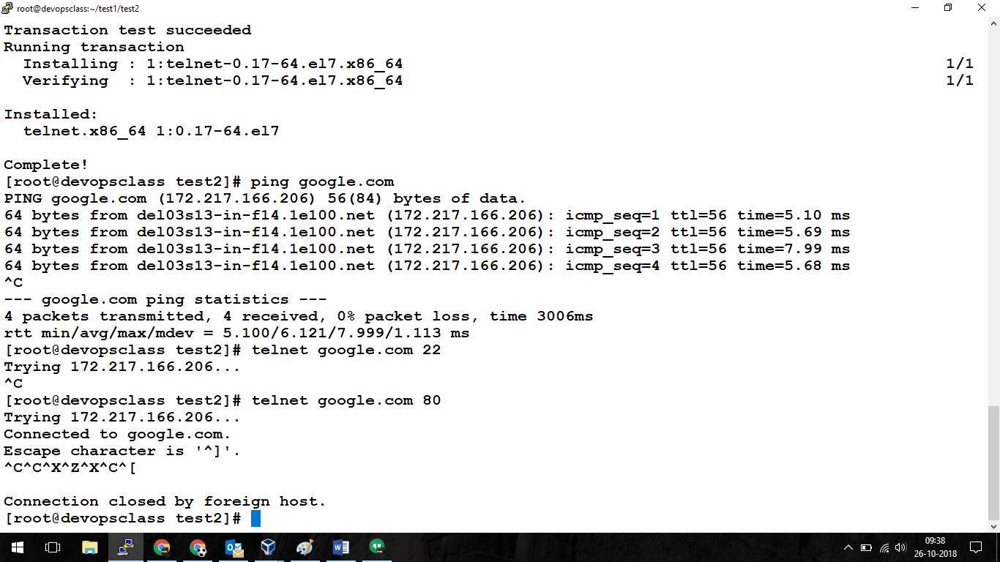 root@devopsclass:~/test1/test2
Transaction test succeeded
Running transaction
  Installing : 1:telnet-0.17-64.el7.x86_64 1/1
  Verifying  : 1:telnet-0.17-64.el7.x86_64 1/1

Installed:
  telnet.x86_64 1:0.17-64.el7

Complete!
[root@devopsclass test2]# ping google.com
PING google.com (172.217.166.206) 56(84) bytes of data.
64 bytes from del03s13-in-f14.1e100.net (172.217.166.206): icmp_seq=1 ttl=56 time=5.10 ms
64 bytes from del03s13-in-f14.1e100.net (172.217.166.206): icmp_seq=2 ttl=56 time=5.69 ms
64 bytes from del03s13-in-f14.1e100.net (172.217.166.206): icmp_seq=3 ttl=56 time=7.99 ms
64 bytes from del03s13-in-f14.1e100.net (172.217.166.206): icmp_seq=4 ttl=56 time=5.68 ms
^C
--- google.com ping statistics ---
4 packets transmitted, 4 received, 0% packet loss, time 3006ms
rtt min/avg/max/mdev = 5.100/6.121/7.999/1.113 ms
[root@devopsclass test2]# telnet google.com 22
Trying 172.217.166.206...
^C
[root@devopsclass test2]# telnet google.com 80
Trying 172.217.166.206...
Connected to google.com.
Escape character is '^]'.
^C^C^X^Z^X^C^[

Connection closed by foreign host.
[root@devopsclass test2]#
09:38
26-10-2018